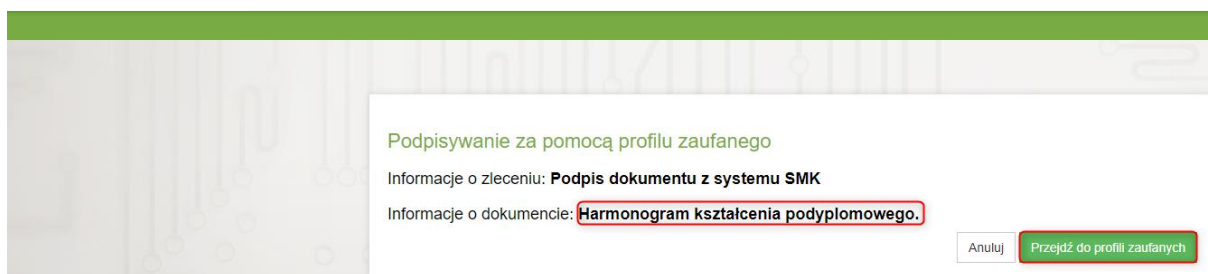 Podpisywanie za pomocą profilu zaufanego
Informacje o zleceniu: Podpis dokumentu z systemu SMK
Informacje o dokumencie: Harmonogram kształcenia podyplomowego.
Anuluj Przejdź do profili zaufanych